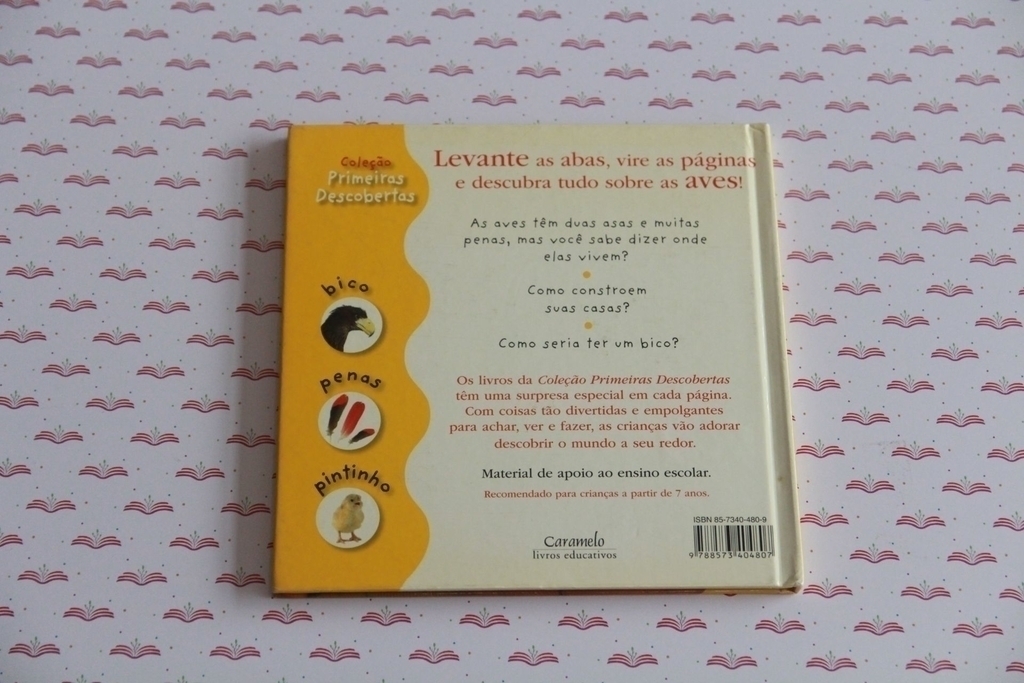 Coleção
Primeiras
Descobertas
bico
penas
pintinho
Levante as abas, vire as páginas
e descubra tudo sobre as aves!
As aves têm duas asas e muitas
penas, mas você sabe dizer onde
elas vivem?
Como constroem
suas casas?
Como seria ter um bico?
Os livros da Coleção Primeiras Descobertas
têm uma surpresa especial em cada página.
Com coisas tão divertidas e empolgantes
para achar, ver e fazer, as crianças vão adorar
descobrir o mundo a seu redor.
Material de apoio ao ensino escolar.
Recomendado para crianças a partir de 7 anos.
Caramelo
livros educativos
ISBN 85-7340-480-9
9 788573 404807